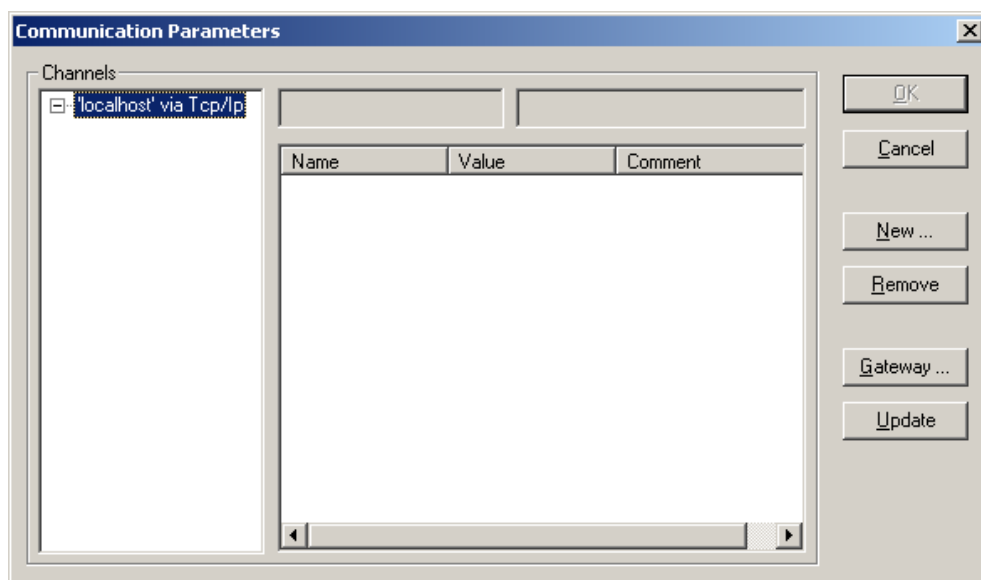 Communication Parameters
Channels
'localhost' via Tcp/Ip
Name Value Comment
OK
Cancel
New ...
Remove
Gateway ...
Update